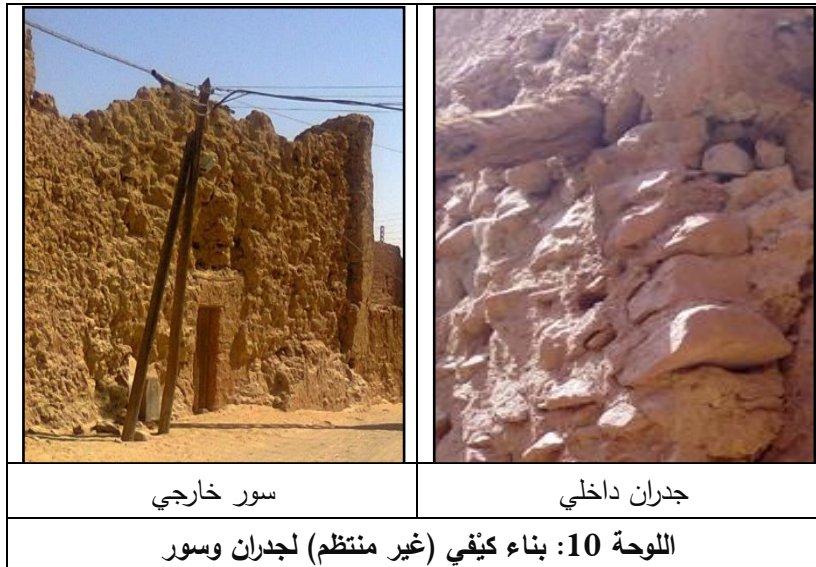 جدران داخلي
سور خارجي
اللوحة 10: بناء كيْفي (غير منتظم) لجدران وسور